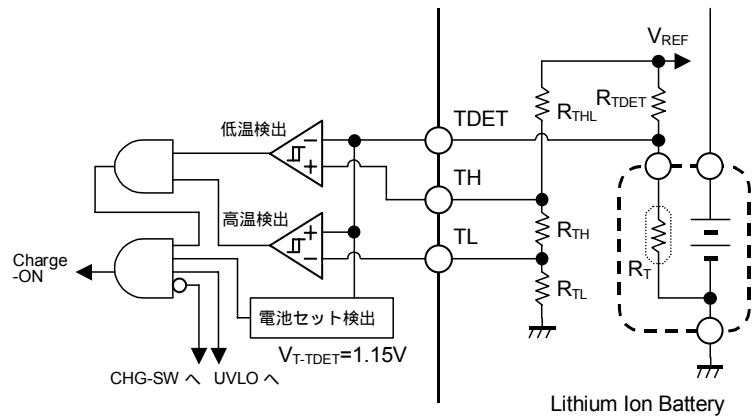 VREF
RTHL
RTDET
TDET
低温検出
TH
高温検出
RTH
TL
RT
Charge
-ON
RTL
電池セット検出
VT-TDET=1.15V
CHG-SW へ
UVLO へ
Lithium Ion Battery